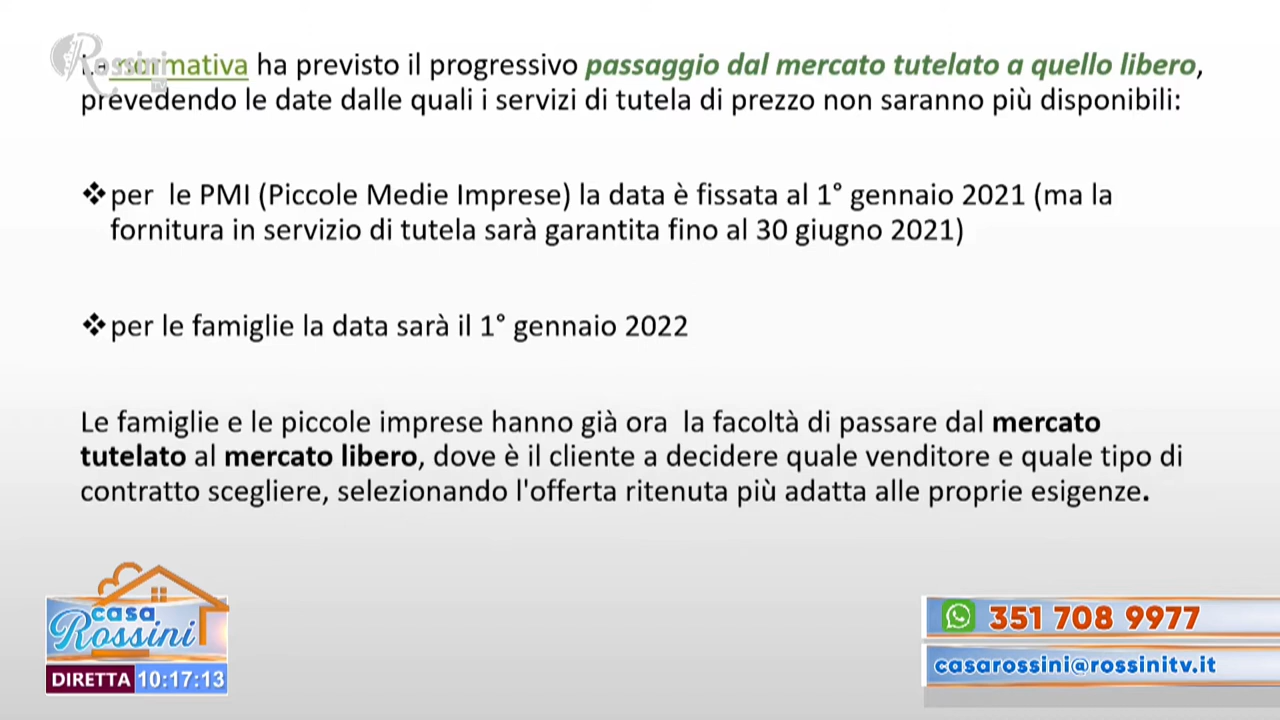 Rossini
TV
La normativa ha previsto il progressivo passaggio dal mercato tutelato a quello libero,
prevedendo le date dalle quali i servizi di tutela di prezzo non saranno più disponibili:
❖per le PMI (Piccole Medie Imprese) la data è fissata al 1° gennaio 2021 (ma la
fornitura in servizio di tutela sarà garantita fino al 30 giugno 2021)
❖per le famiglie la data sarà il 1° gennaio 2022
Le famiglie e le piccole imprese hanno già ora la facoltà di passare dal mercato
tutelato al mercato libero, dove è il cliente a decidere quale venditore e quale tipo di
contratto scegliere, selezionando l'offerta ritenuta più adatta alle proprie esigenze.
casa
Rossini
DIRETTA 10:17:13
351 708 9977
casarossini@rossinitv.it